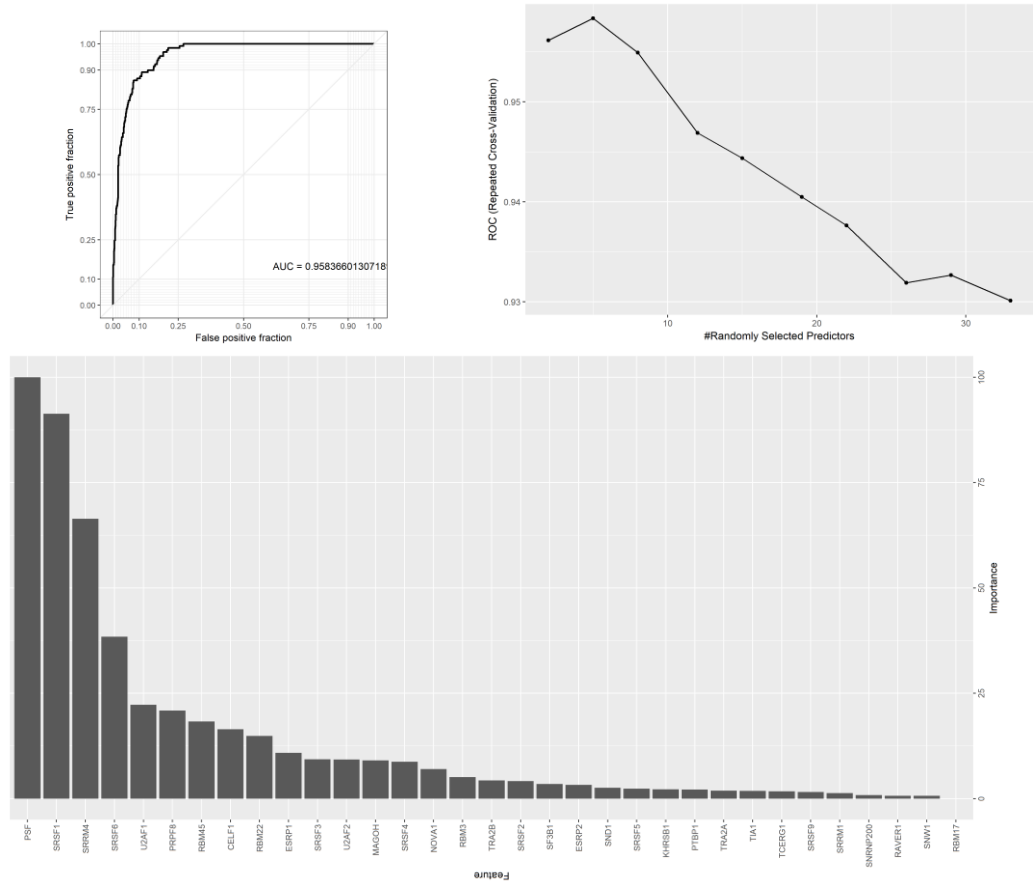 1.00
0.90
0.75
0.50
0.25
0.10
0.00
True positive fraction
AUC = 0.958366013071895
0.00 0.10 0.25 0.50 0.75 0.90 1.00
False positive fraction
0.95
0.94
0.93
ROC (Repeated Cross-Validation)
10 20 30
#Randomly Selected Predictors
100
75
50
25
0
Importance
PSF
SRSF1
SRRM4
SRSF6
U2AF1
PRPF8
RBM45
CELF1
RBM22
ESRP1
SRSF3
U2AF2
MAGOH
SRSF4
NOVA1
RBM3
TRA2B
SRSF2
SF3B1
ESRP2
SND1
SRSF5
KHRSB1
PTBP1
TRA2A
TIA1
TCERG1
SRSF9
SRRM1
SNRNP200
RAVER1
SNW1
RBM17
Feature